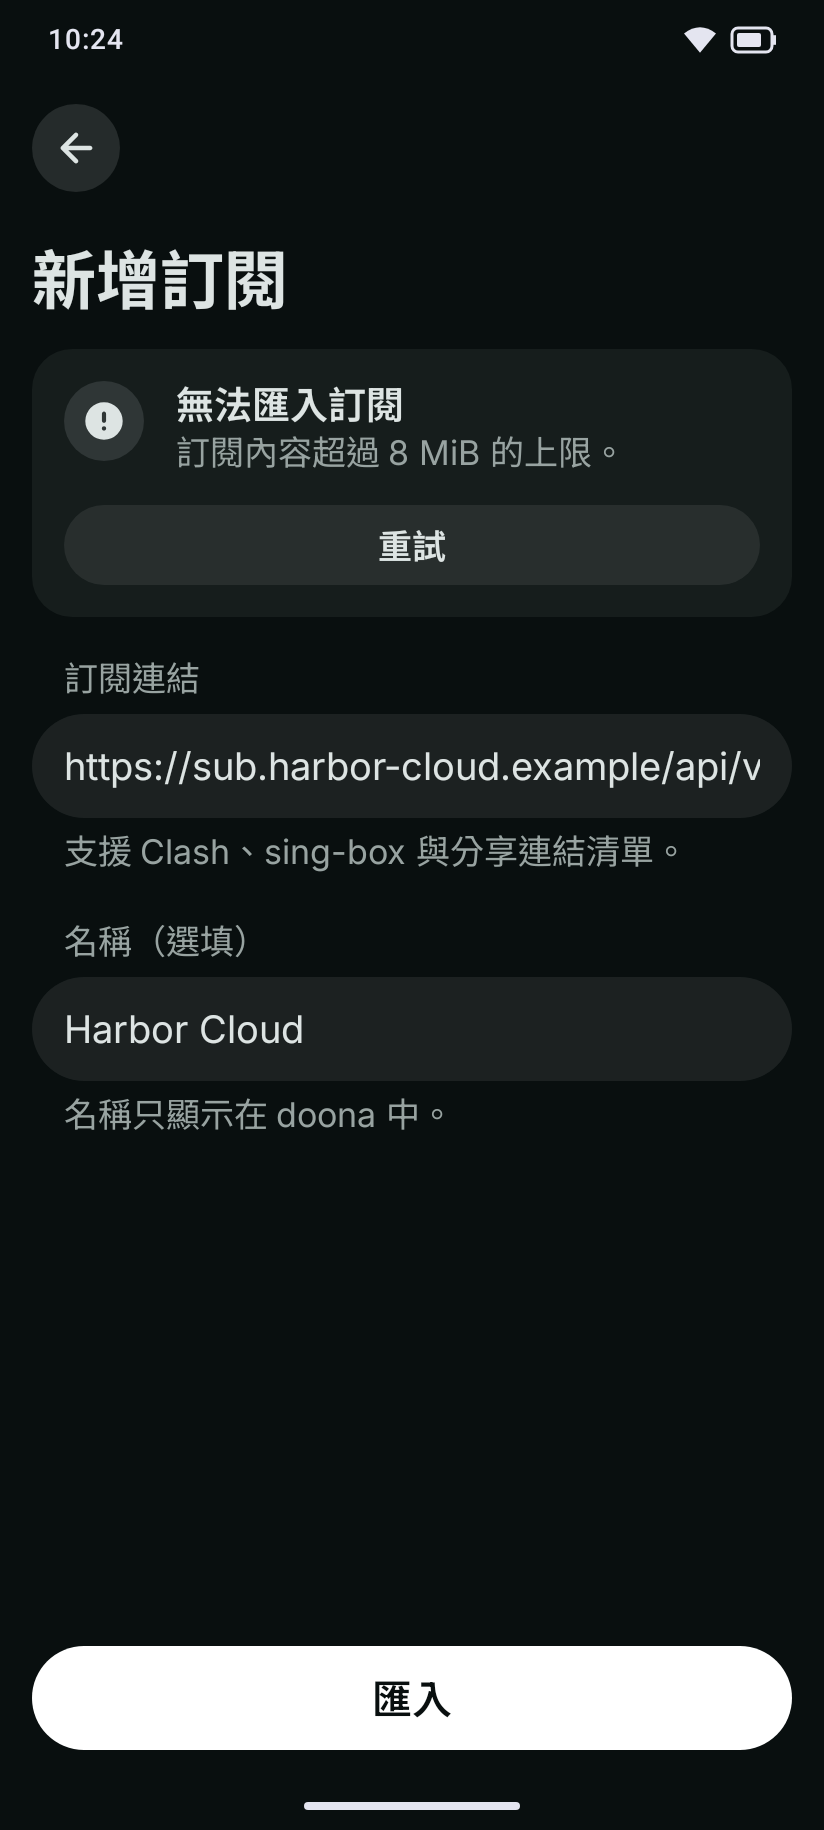 10:24
新增訂閱
無法匯入訂閱
訂閱內容超過 8 MiB 的上限。
重試
訂閱連結
https://sub.harbor-cloud.example/api/v
支援 Clash、sing-box 與分享連結清單。
名稱（選填）
Harbor Cloud
名稱只顯示在 doona 中。
匯入